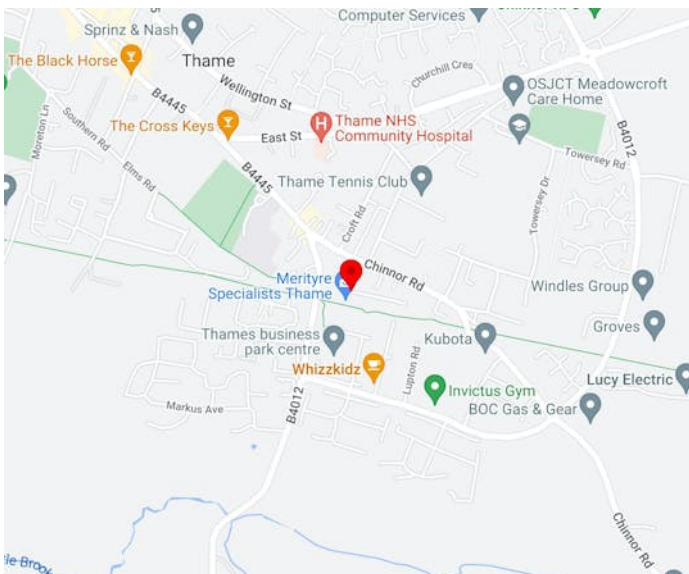 Computer Services
Sprinz & Nash
The Black Horse
Thame
Churchill Cres
OSJCT Meadowcroft
Care Home
Wellington St
Moreton Ln
Southern Rd
B4445
The Cross Keys
East St
Thame NHS
Community Hospital
B4012
Towersey Rd
Elms Rd
B4445
Thame Tennis Club
Towersey Dr
Croft Rd
Chinnor Rd
Merityre
Specialists Thame
Windles Group
Thames business
park centre
Kubota
Groves
Whizzkidz
Lupton Rd
Lucy Electric
Invictus Gym
Markus Ave
B4012
BOC Gas & Gear
Chinnor Rd